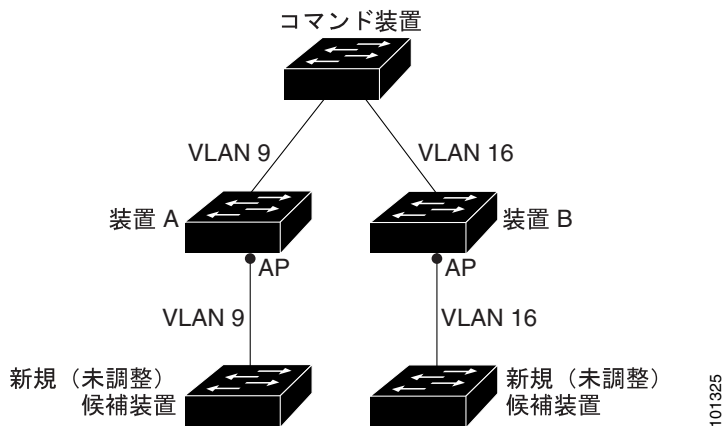 コマンド装置
VLAN 9
VLAN 16
装置 A
装置 B
AP
AP
VLAN 9
VLAN 16
新規（未調整）
候補装置
新規（未調整）
候補装置
101325